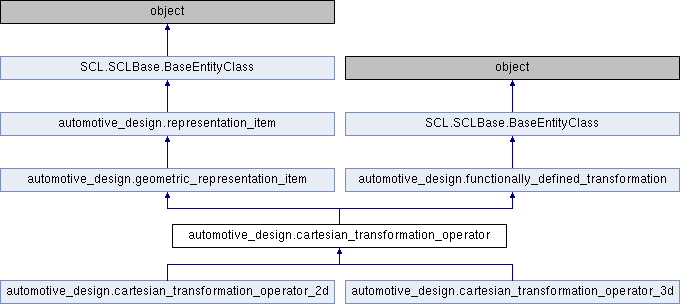 object
SCL.SCLBase.BaseEntityClass
object
automotive_design.representation_item
SCL.SCLBase.BaseEntityClass
automotive_design.geometric_representation_item
automotive_design.functionally_defined_transformation
automotive_design.cartesian_transformation_operator
automotive_design.cartesian_transformation_operator_2d
automotive_design.cartesian_transformation_operator_3d